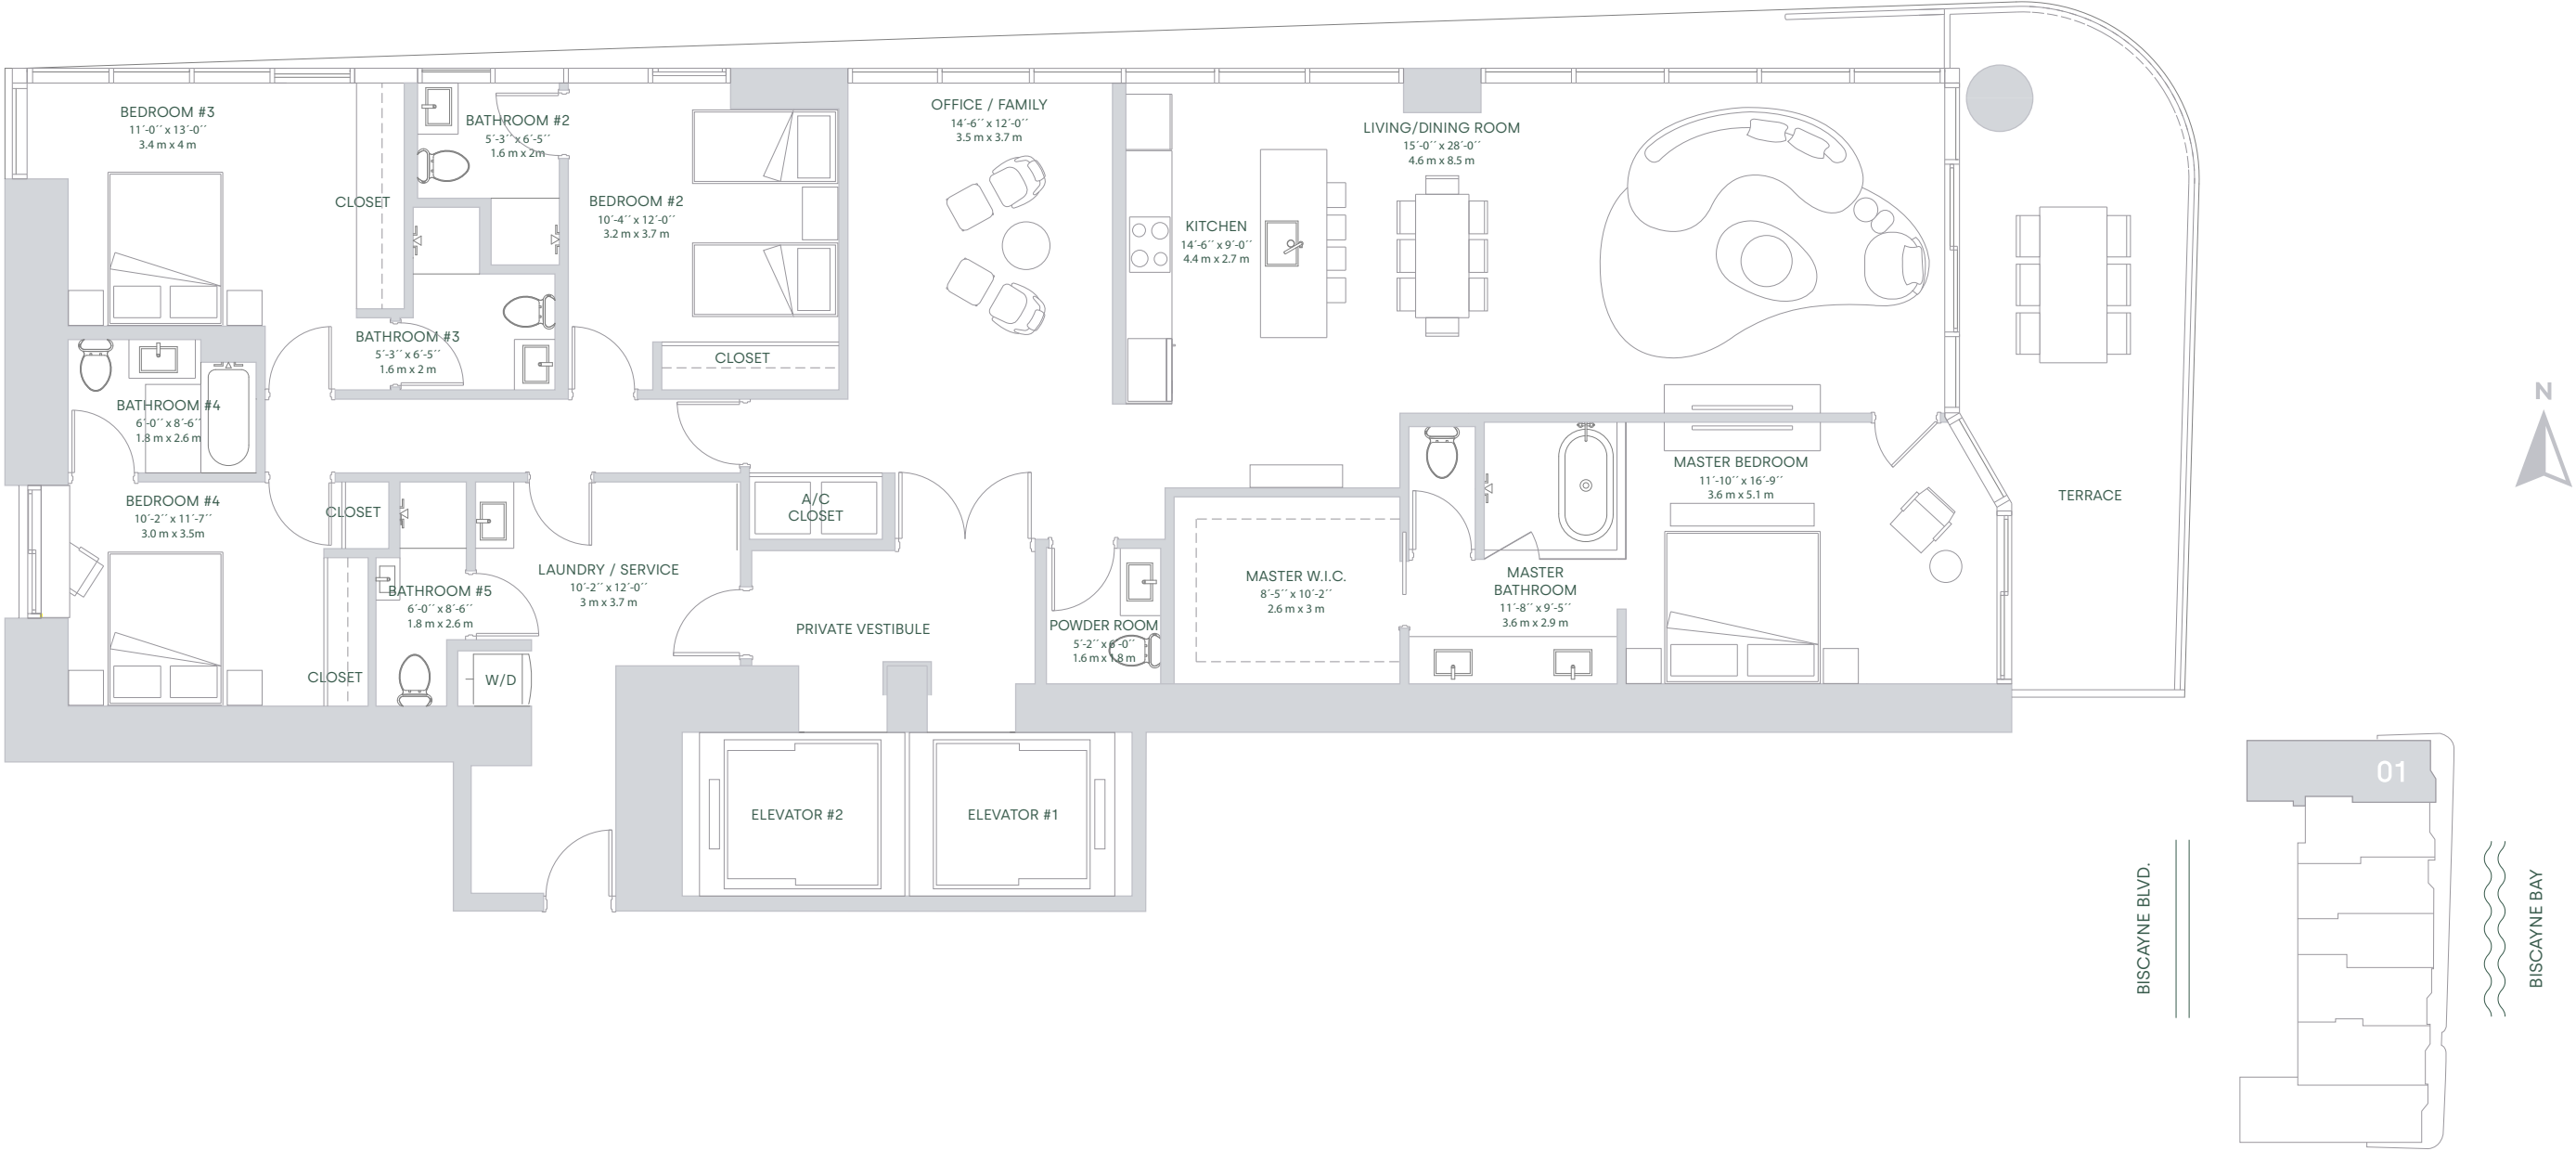 BEDROOM #3
11´-0´´ x 13´-0´´
3.4 m x 4 m
CLOSET
BATHROOM #2
5´-3´´ x 6´-5´´
1.6 m x 2m
BEDROOM #2
10´-4´´ x 12´-0´´
3.2 m x 3.7 m
OFFICE / FAMILY
14´-6´´ x 12´-0´´
3.5 m x 3.7 m
KITCHEN
14´-6´´ x 9´-0´´
4.4 m x 2.7 m
LIVING/DINING ROOM
15´-0´´ x 28´-0´´
4.6 m x 8.5 m
BATHROOM #3
5´-3´´ x 6´-5´´
1.6 m x 2 m
CLOSET
BATHROOM #4
6´-0´´ x 8´-6´´
1.8 m x 2.6 m
BEDROOM #4
10´-2´´ x 11´-7´´
3.0 m x 3.5m
CLOSET
CLOSET
BATHROOM #5
6´-0´´ x 8´-6´´
1.8 m x 2.6 m
W/D
LAUNDRY / SERVICE
10´-2´´ x 12´-0´´
3 m x 3.7 m
A/C
CLOSET
PRIVATE VESTIBULE
POWDER ROOM
5´-2´´ x 6´-0´´
1.6 m x 1.8 m
MASTER W.I.C.
8´-5´´ x 10´-2´´
2.6 m x 3 m
MASTER
BATHROOM
11´-8´´ x 9´-5´´
3.6 m x 2.9 m
MASTER BEDROOM
11´-10´´ x 16´-9´´
3.6 m x 5.1 m
TERRACE
N
ELEVATOR #2
ELEVATOR #1
01
BISCAYNE BLVD.
BISCAYNE BAY